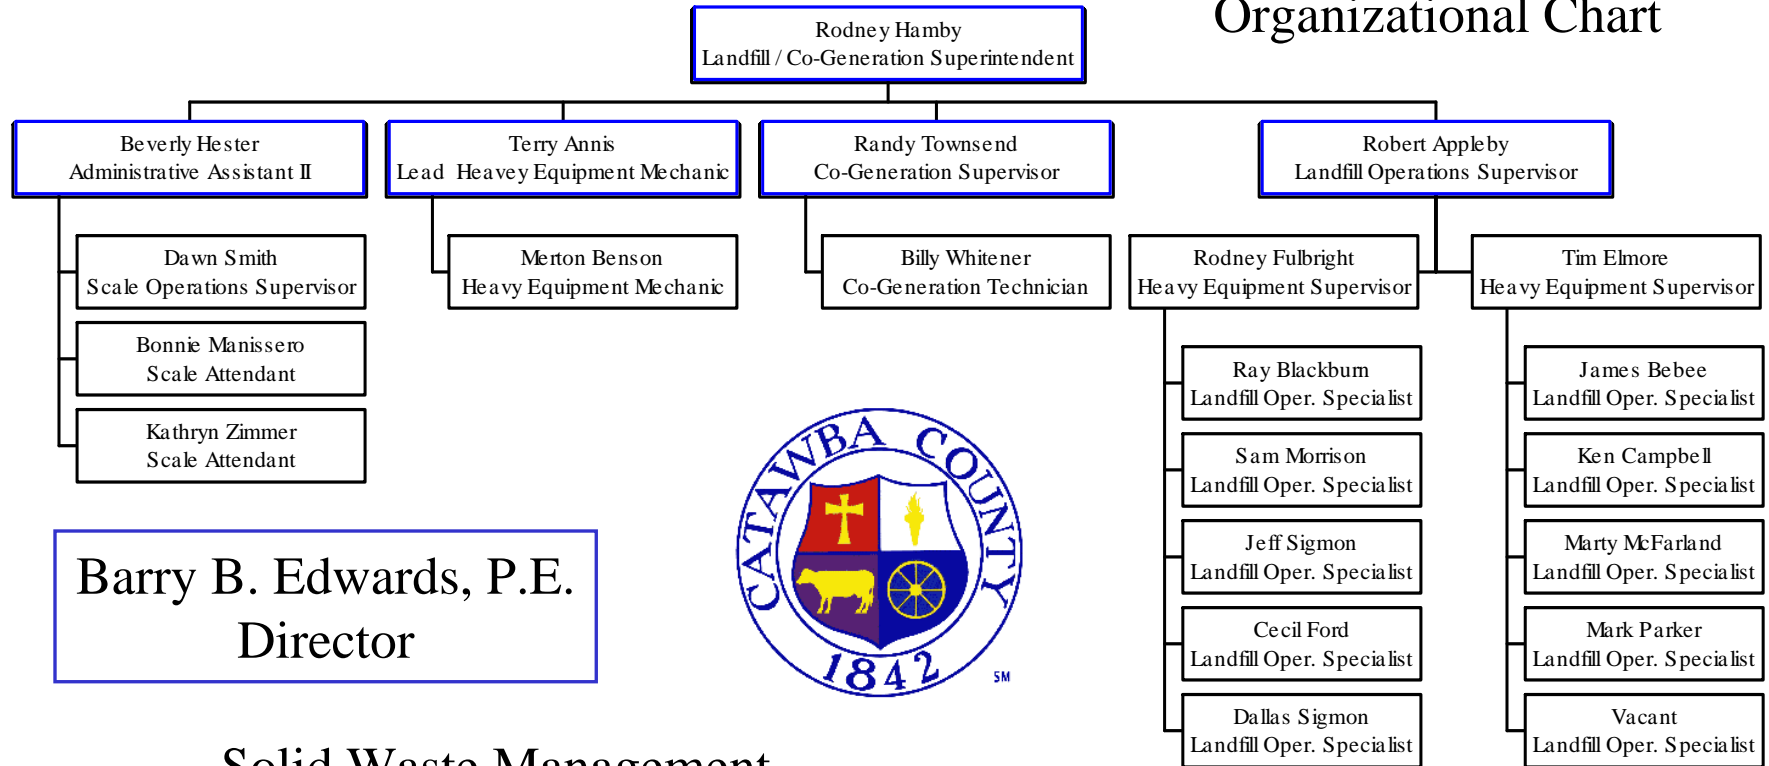 Organizational Chart
Rodney Hamby
Landfill / Co-Generation Superintendent
Beverly Hester
Administrative Assistant II
Terry Annis
Lead Heavey Equipment Mechanic
Randy Townsend
Co-Generation Supervisor
Robert Appleby
Landfill Operations Supervisor
Dawn Smith
Scale Operations Supervisor
Bonnie Manissero
Scale Attendant
Kathryn Zimmer
Scale Attendant
Merton Benson
Heavy Equipment Mechanic
Billy Whitener
Co-Generation Technician
Rodney Fulbright
Heavy Equipment Supervisor
Ray Blackburn
Landfill Oper. Specialist
Sam Morrison
Landfill Oper. Specialist
Jeff Sigmon
Landfill Oper. Specialist
Cecil Ford
Landfill Oper. Specialist
Dallas Sigmon
Landfill Oper. Specialist
Tim Elmore
Heavy Equipment Supervisor
James Bebee
Landfill Oper. Specialist
Ken Campbell
Landfill Oper. Specialist
Marty McFarland
Landfill Oper. Specialist
Mark Parker
Landfill Oper. Specialist
Vacant
Landfill Oper. Specialist
CATAWBA COUNTY
1842
SM
Barry B. Edwards, P.E.
Director
Solid Waste Management